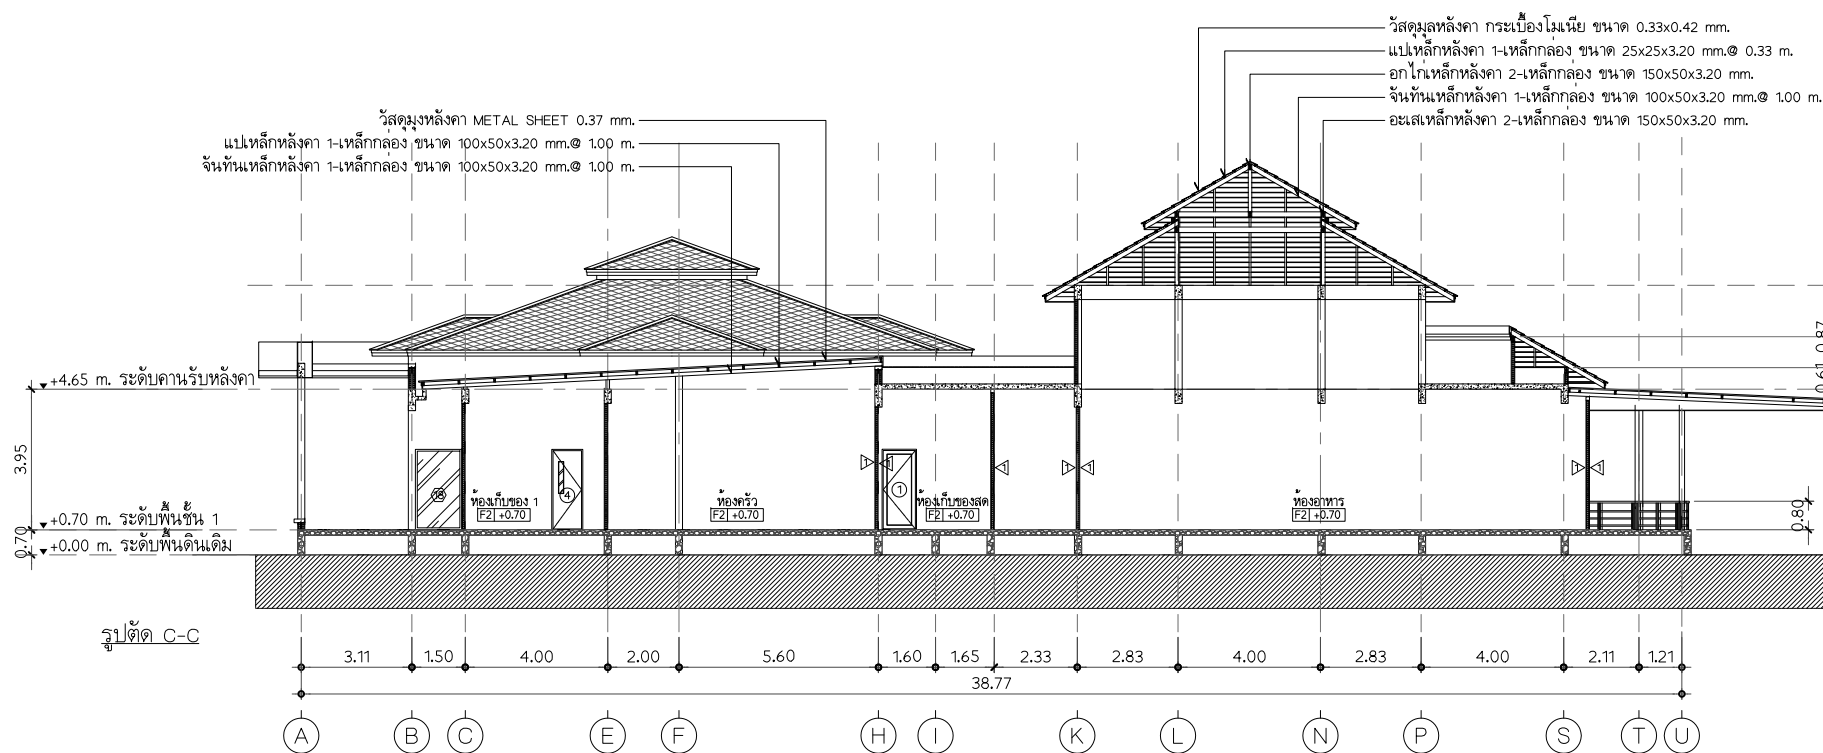 วัสดุมุลหลังคา กระเบื้องโมเนีย ขนาด 0.33x0.42 mm.
แปเหล็กหลังคา 1-เหล็กกล่อง ขนาด 25x25x3.20 mm.@ 0.33 m.
อกไก่เหล็กหลังคา 2-เหล็กกล่อง ขนาด 150x50x3.20 mm.
จันทันเหล็กหลังคา 1-เหล็กกล่อง ขนาด 100x50x3.20 mm.@ 1.00 m.
อะเสเหล็กหลังคา 2-เหล็กกล่อง ขนาด 150x50x3.20 mm.
วัสดุมุงหลังคา METAL SHEET 0.37 mm.
แปเหล็กหลังคา 1-เหล็กกล่อง ขนาด 100x50x3.20 mm.@ 1.00 m.
จันทันเหล็กหลังคา 1-เหล็กกล่อง ขนาด 100x50x3.20 mm.@ 1.00 m.
+4.65 m. ระดับคานรับหลังคา
0.87
0.61
3.95
18
4
1
1
1
1
1
1
1
1
1
ห้องเก็บของ 1
F2 +0.70
ห้องครัว
F2 +0.70
ห้องเก็บของสด
F2 +0.70
ห้องอาหาร
F2 +0.70
0.80
+0.70 m. ระดับพื้นชั้น 1
0.70
+0.00 m. ระดับพื้นดินเดิม
รูปตัด C-C
3.11 1.50 4.00 2.00 5.60 1.60 1.65 2.33 2.83 4.00 2.83 4.00 2.11 1.21
38.77
A B C E F H I K L N P S T U